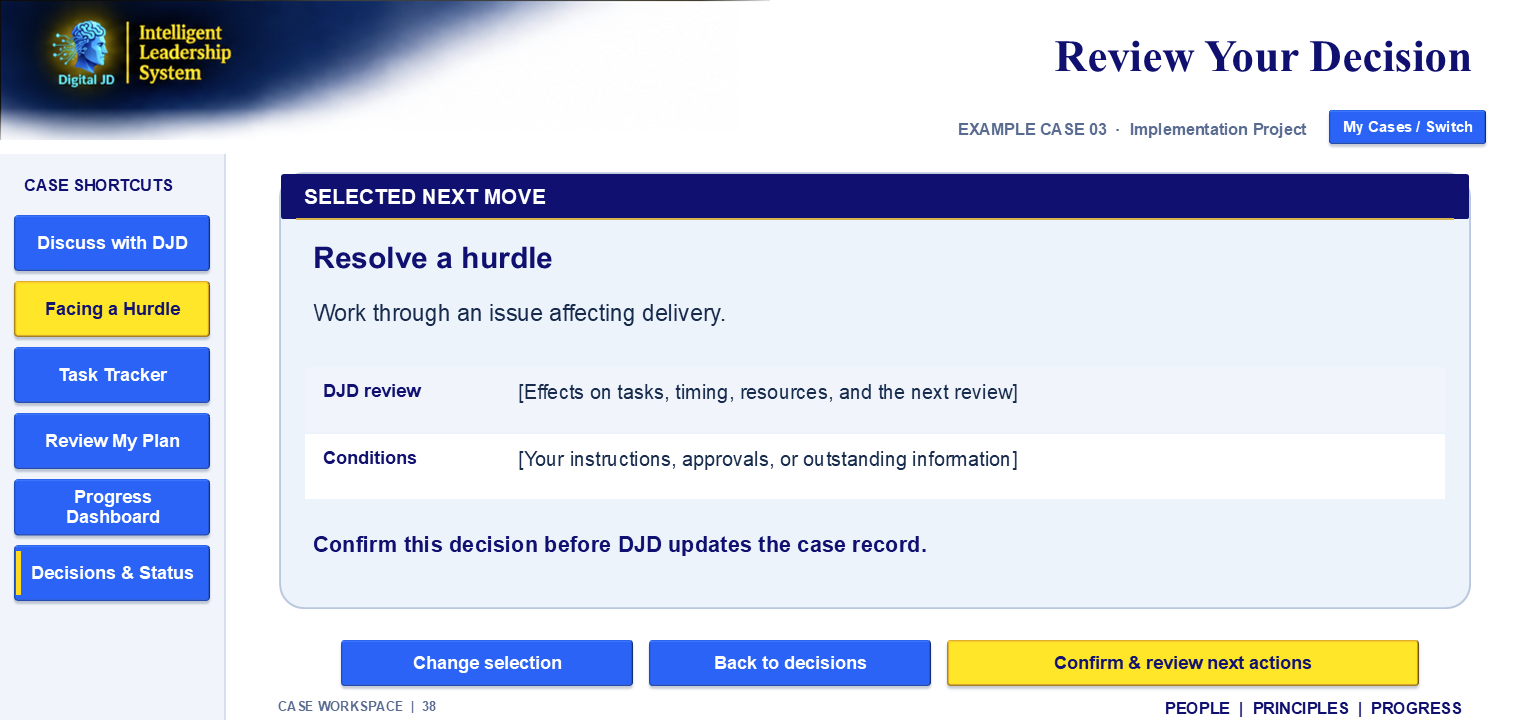 Digital JD
Intelligent
Leadership
System
Review Your Decision
EXAMPLE CASE 03 · Implementation Project
My Cases / Switch
CASE SHORTCUTS
Discuss with DJD
Facing a Hurdle
Task Tracker
Review My Plan
Progress
Dashboard
Decisions & Status
SELECTED NEXT MOVE
Resolve a hurdle
Work through an issue affecting delivery.
DJD review [Effects on tasks, timing, resources, and the next review]
Conditions [Your instructions, approvals, or outstanding information]
Confirm this decision before DJD updates the case record.
Change selection
Back to decisions
Confirm & review next actions
CASE WORKSPACE | 38
PEOPLE | PRINCIPLES | PROGRESS